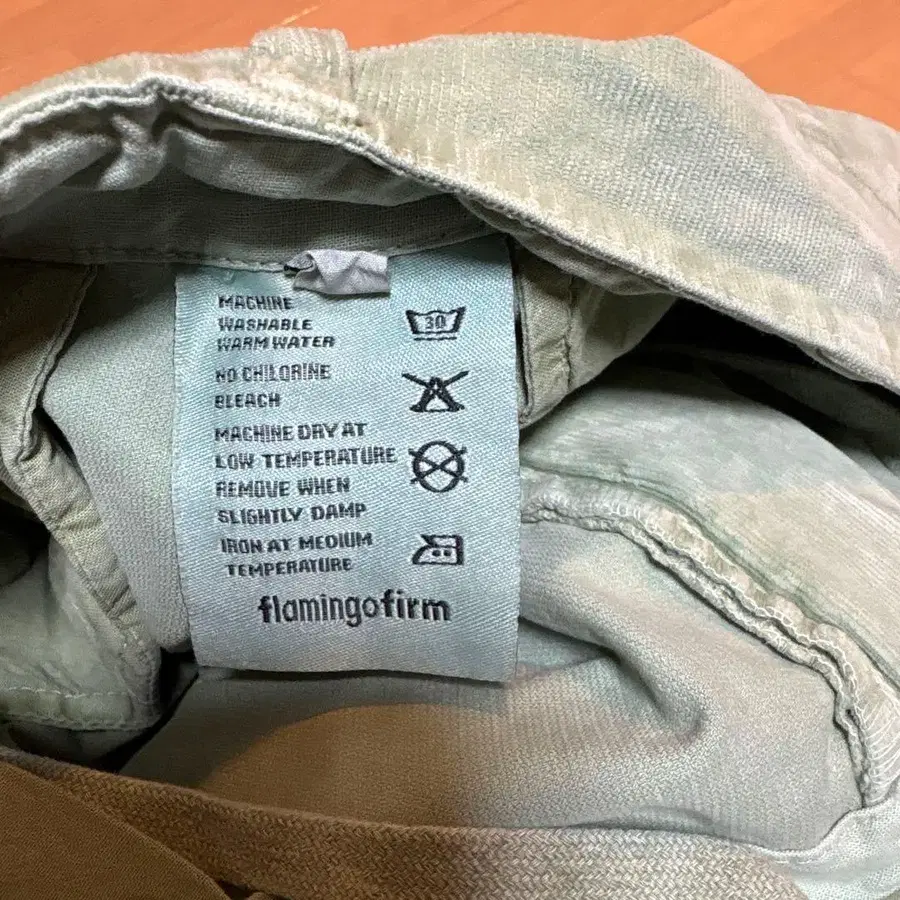 MACHINE
WASHABLE
WARM WATER
30
NO CHILORINE
BLEACH
MACHINE DRY AT
LOW TEMPERATURE
REMOVE WHEN
SLIGHTLY DAMP
IRON AT MEDIUM
TEMPERATURE
flamingofirm